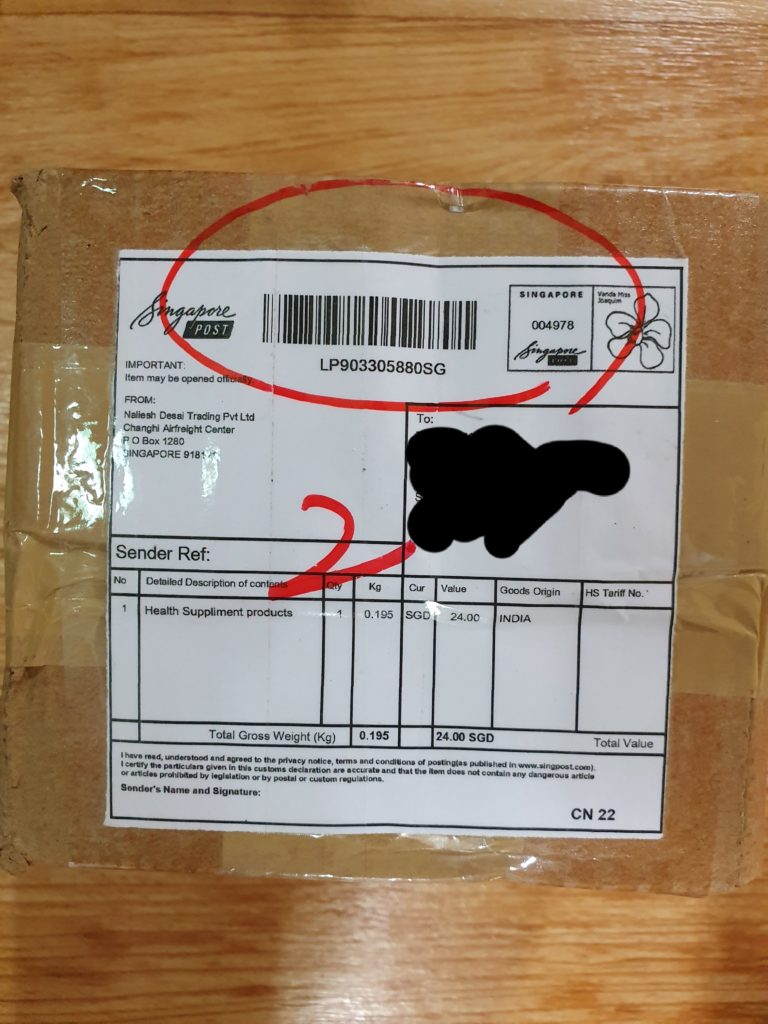 Singapore
POST
LP903305880SG
SINGAPORE
004978
Singapore
Vanda Miss
Joaquim
IMPORTANT:
Item may be opened officially.
FROM:
Naliesh Desai Trading Pvt Ltd
Changhi Airfreight Center
P O Box 1280
SINGAPORE
To:
2
Sender Ref:
No Detailed Description of contents Qty Kg Cur Value Goods Origin HS Tariff No.
1 Health Suppliment products 1 0.195 SGD 24.00 INDIA
Total Gross Weight (Kg) 0.195 24.00 SGD Total Value
I have read, understood and agreed to the privacy notice, terms and conditions of posting(as published in www.singpost.com).
I certify the particulars given in this customs declaration are accurate and that the item does not contain any dangerous article
or articles prohibited by legislation or by postal or custom regulations.
Sender's Name and Signature:
CN 22